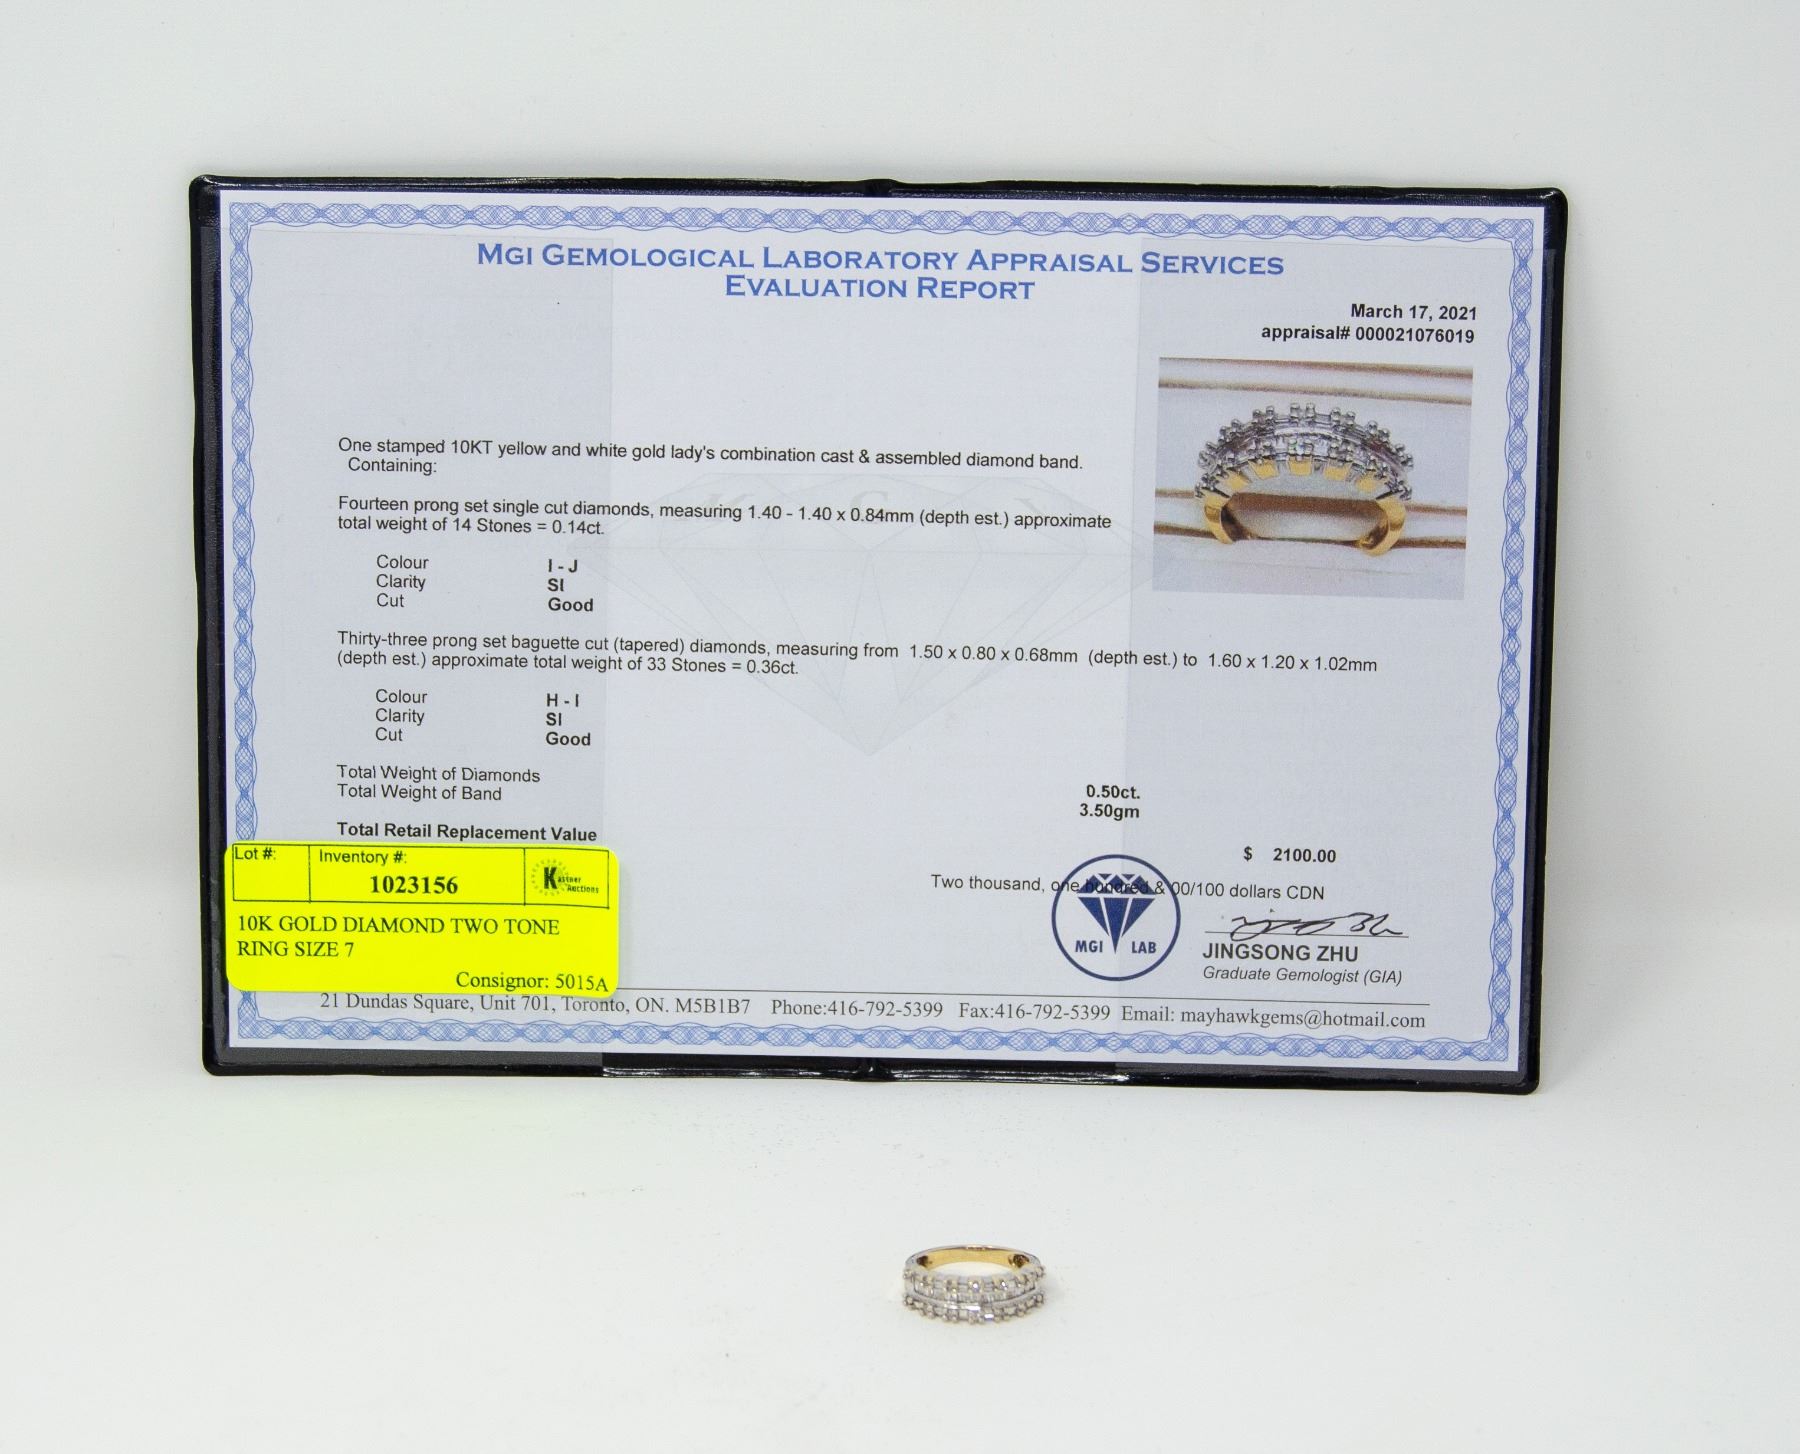 MGI GEMOLOGICAL LABORATORY APPRAISAL SERVICES
EVALUATION REPORT
March 17, 2021
appraisal# 000021076019
One stamped 10KT yellow and white gold lady's combination cast & assembled diamond band.
Containing:
Fourteen prong set single cut diamonds, measuring 1.40 - 1.40 x 0.84mm (depth est.) approximate
total weight of 14 Stones = 0.14ct.
Colour I - J
Clarity SI
Cut Good
Thirty-three prong set baguette cut (tapered) diamonds, measuring from 1.50 x 0.80 x 0.68mm (depth est.) to 1.60 x 1.20 x 1.02mm
(depth est.) approximate total weight of 33 Stones = 0.36ct.
Colour H - I
Clarity SI
Cut Good
Total Weight of Diamonds 0.50ct.
Total Weight of Band 3.50gm
Total Retail Replacement Value
$ 2100.00
Two thousand, one hundred & 00/100 dollars CDN
MGI LAB
JINGSONG ZHU
Graduate Gemologist (GIA)
21 Dundas Square, Unit 701, Toronto, ON. M5B1B7 Phone:416-792-5399 Fax:416-792-5399 Email: mayhawkgems@hotmail.com
Lot #: Inventory #:
1023156
Kastner
Auctions
10K GOLD DIAMOND TWO TONE
RING SIZE 7
Consignor: 5015A